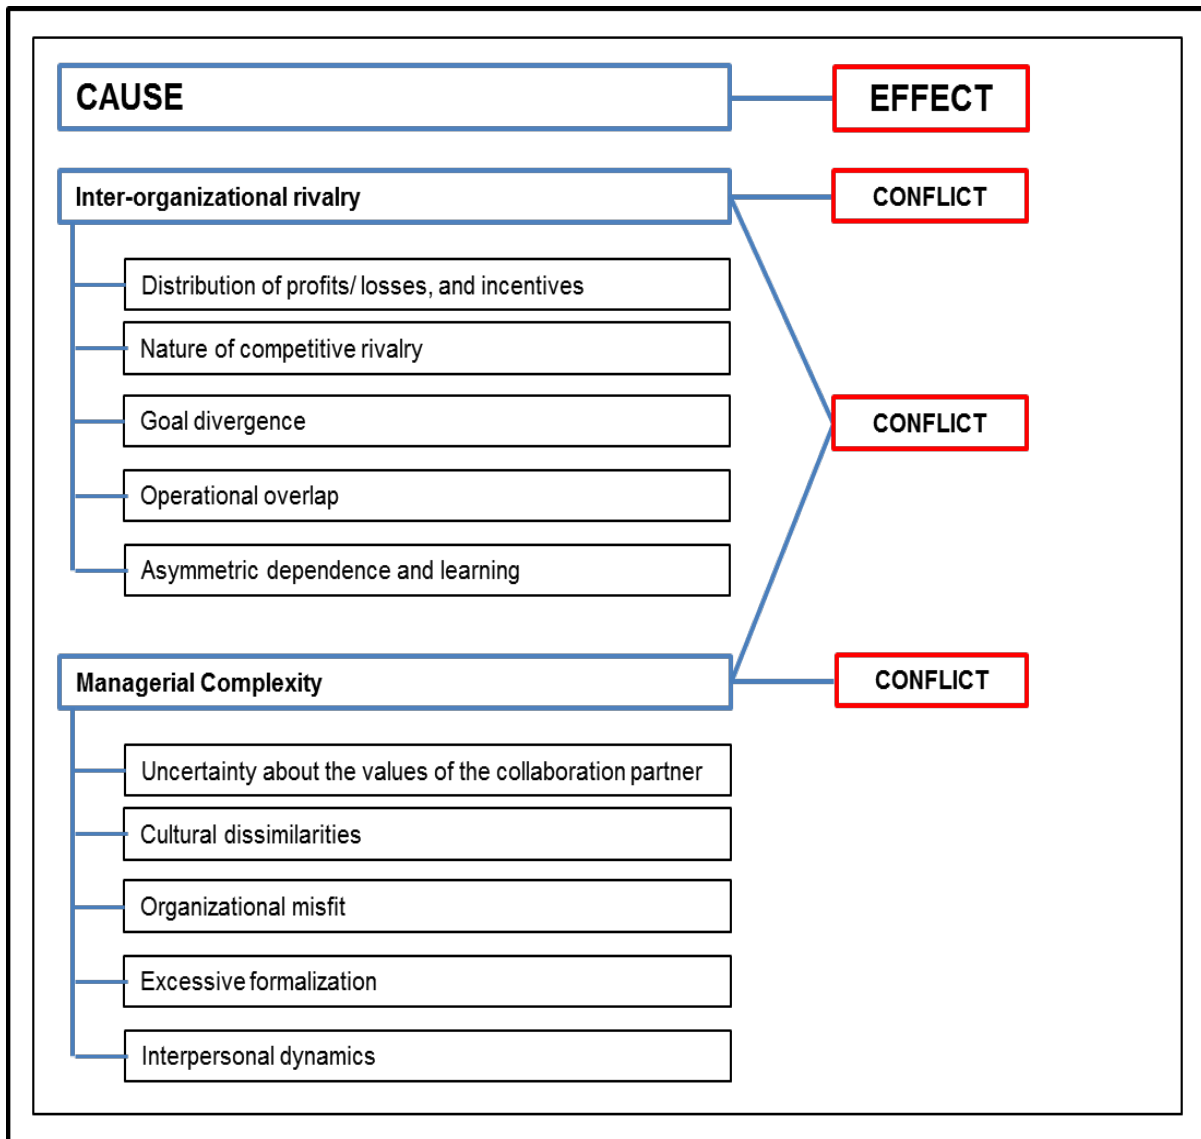 CAUSE
EFFECT
Inter-organizational rivalry
CONFLICT
Distribution of profits/ losses, and incentives
Nature of competitive rivalry
Goal divergence
CONFLICT
Operational overlap
Asymmetric dependence and learning
Managerial Complexity
CONFLICT
Uncertainty about the values of the collaboration partner
Cultural dissimilarities
Organizational misfit
Excessive formalization
Interpersonal dynamics